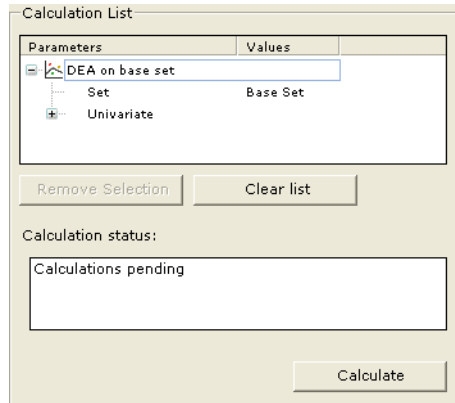 Calculation List
Parameters Values
DEA on base set
Set Base Set
Univariate
Remove Selection Clear list
Calculation status:
Calculations pending
Calculate